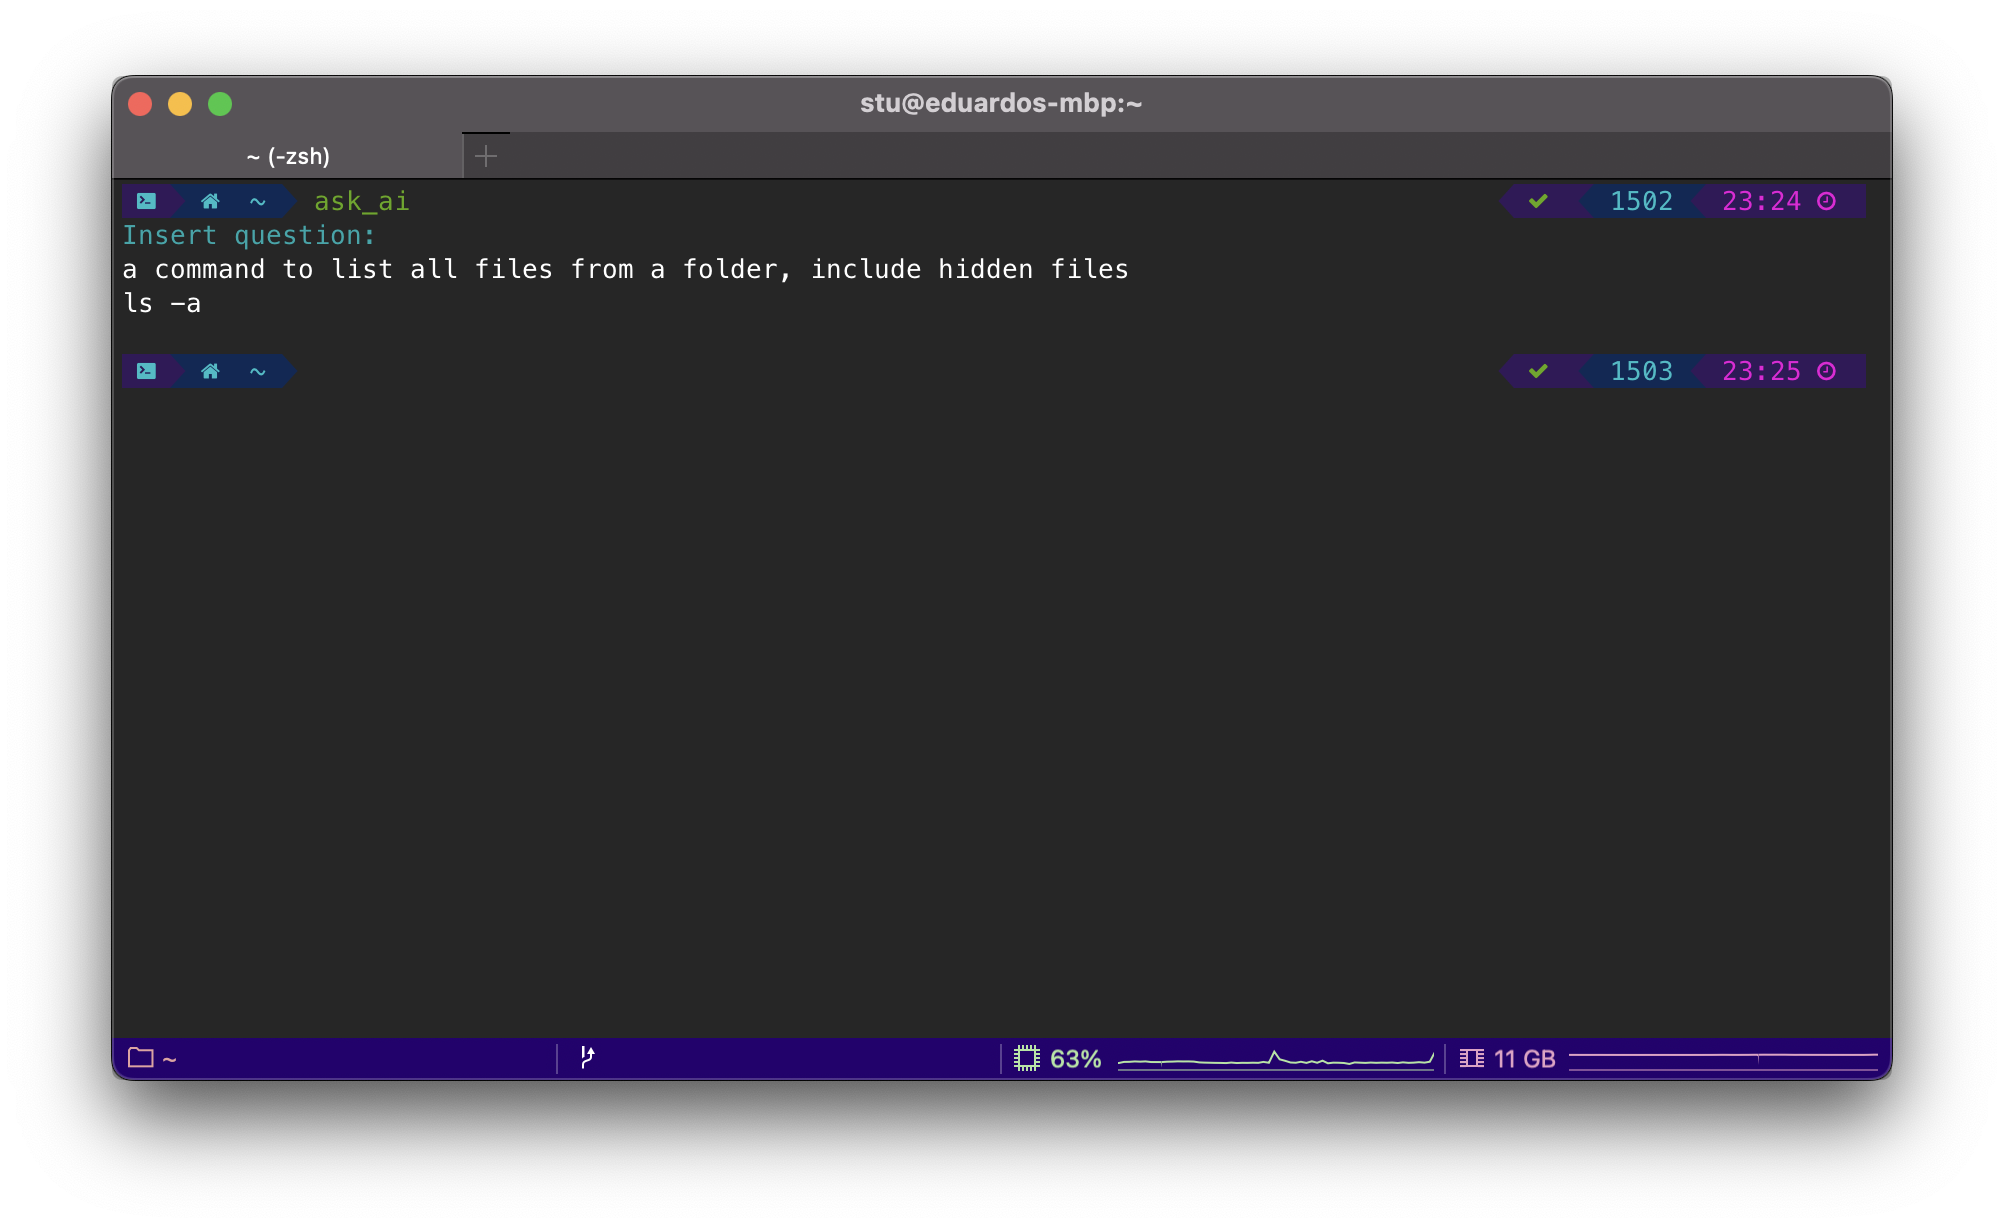 stu@eduardos-mbp:~
~ (-zsh)
~ ask_ai 1502 23:24
Insert question:
a command to list all files from a folder, include hidden files
ls -a
~ 1503 23:25
~ 63% 11 GB